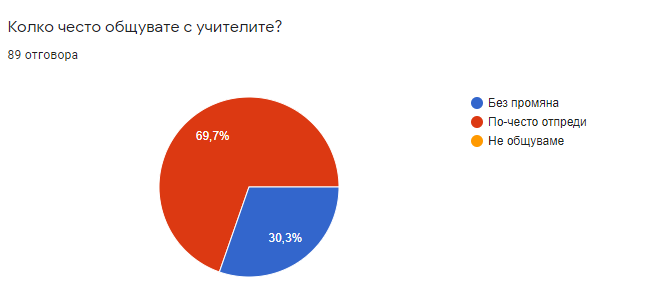 Колко често общувате с учителите?
89 отговора
Без промяна
По-често отпреди
Не общуваме
69,7%
30,3%